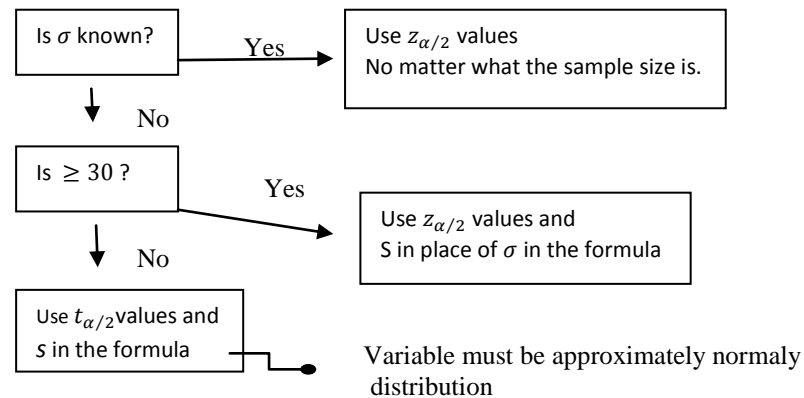 Is σ known?
Yes
Use z_{α/2} values
No matter what the sample size is.
No
Is ≥ 30 ?
Yes
Use z_{α/2} values and
S in place of σ in the formula
No
Use t_{α/2} values and
s in the formula
Variable must be approximately normaly
distribution